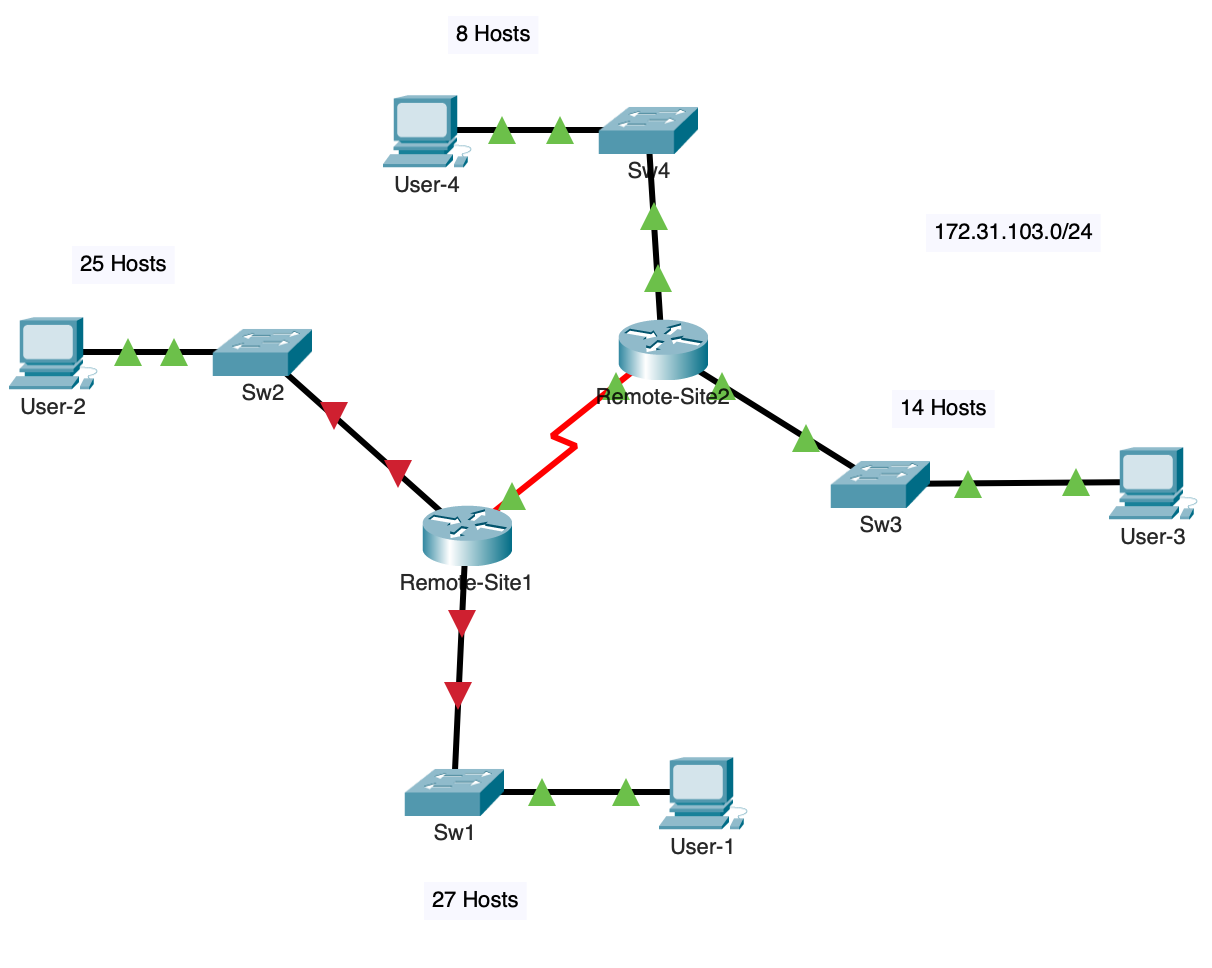 8 Hosts
User-4
Sw4
172.31.103.0/24
25 Hosts
User-2
Sw2
Remote-Site2
14 Hosts
Sw3
User-3
Remote-Site1
Sw1
User-1
27 Hosts